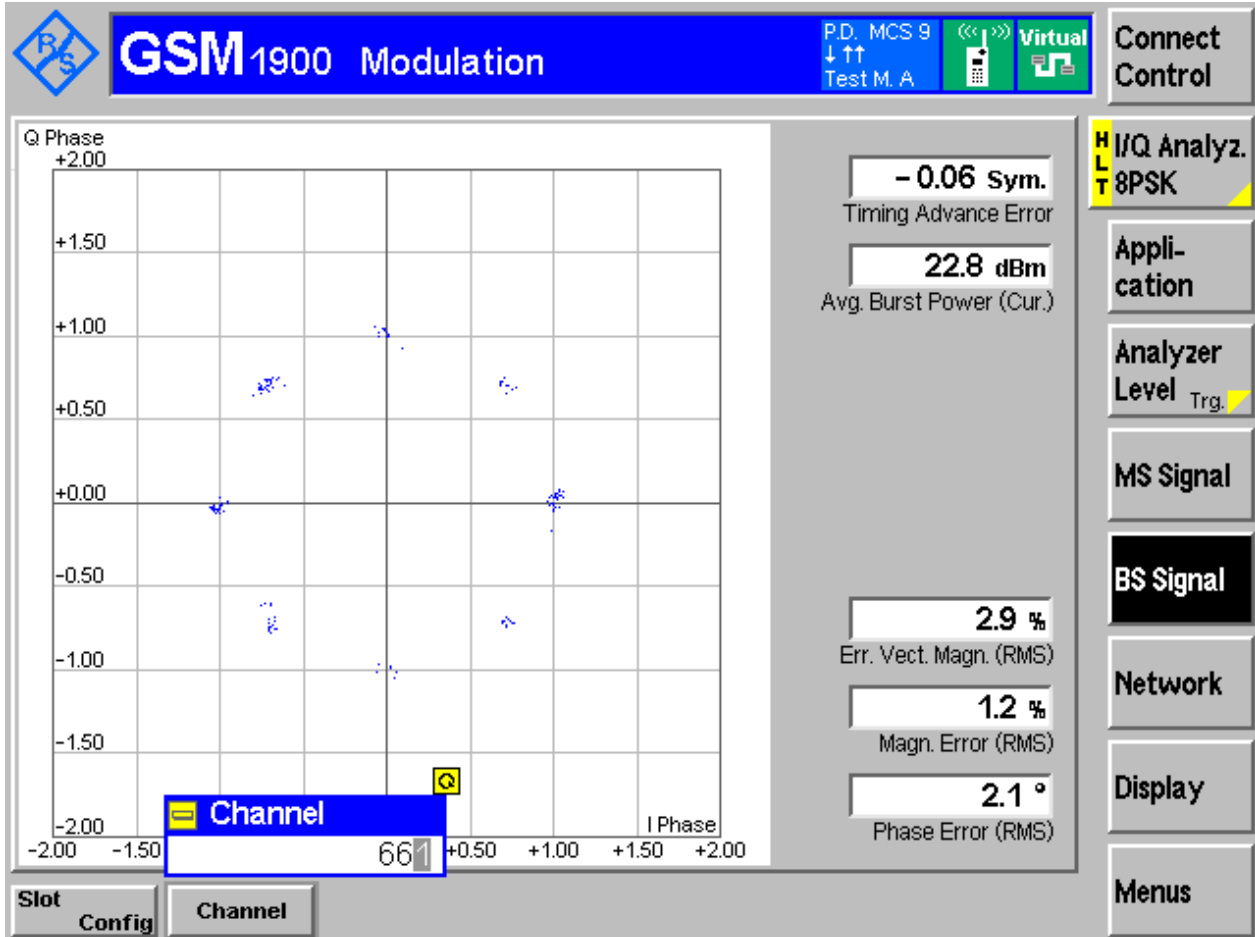 R/S
GSM 1900 Modulation
P.D. MCS 9
↓ ↑↑
Test M. A
Virtual
Connect
Control
Q Phase
+2.00
+1.50
+1.00
+0.50
+0.00
-0.50
-1.00
-1.50
-2.00
I Phase
-2.00 -1.50 +0.50 +1.00 +1.50 +2.00
Channel
661
- 0.06 Sym.
Timing Advance Error
22.8 dBm
Avg. Burst Power (Cur.)
2.9 %
Err. Vect. Magn. (RMS)
1.2 %
Magn. Error (RMS)
2.1 °
Phase Error (RMS)
HLT
I/Q Analyz.
8PSK
Appli-
cation
Analyzer
Level Trg.
MS Signal
BS Signal
Network
Display
Menus
Slot
Config
Channel